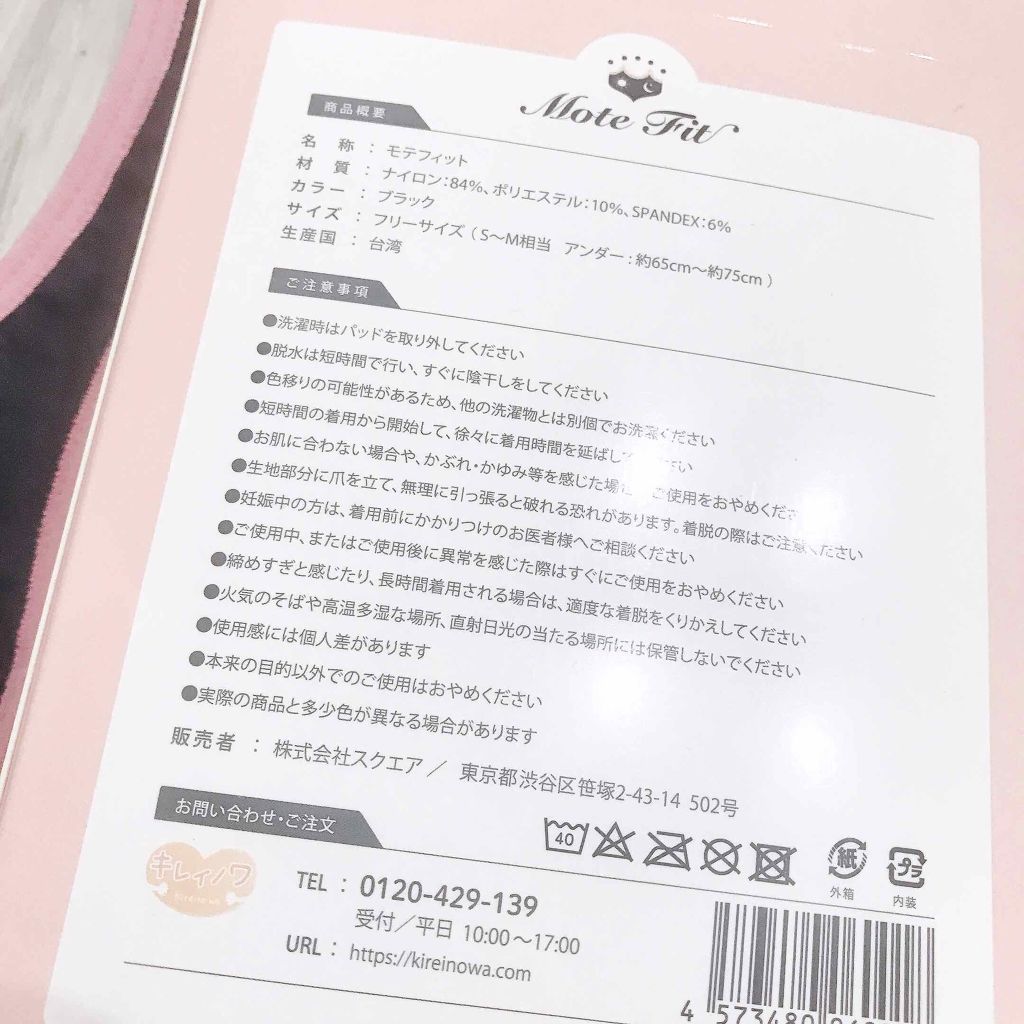 Mote Fit
商品概要
名称：モテフィット
材質：ナイロン：84%、ポリエステル：10%、SPANDEX：6%
カラー：ブラック
サイズ：フリーサイズ（S〜M相当　アンダー：約65cm〜約75cm）
生産国：台湾
ご注意事項
●洗濯時はパッドを取り外してください
●脱水は短時間で行い、すぐに陰干しをしてください
●色移りの可能性があるため、他の洗濯物とは別個でお洗濯ください
●短時間の着用から開始して、徐々に着用時間を延ばしてください
●お肌に合わない場合や、かぶれ・かゆみ等を感じた場 ご使用をおやめくださ
●生地部分に爪を立て、無理に引っ張ると破れる恐れがあります。着脱の際はご注意ください
●妊娠中の方は、着用前にかかりつけのお医者様へご相談ください
●ご使用中、またはご使用後に異常を感じた際はすぐにご使用をおやめください
●締めすぎと感じたり、長時間着用される場合は、適度な着脱をくりかえしてください
●火気のそばや高温多湿な場所、直射日光の当たる場所には保管しないでください
●使用感には個人差があります
●本来の目的以外でのご使用はおやめください
●実際の商品と多少色が異なる場合があります
販売者：株式会社スクエア／　東京都渋谷区笹塚2-43-14 502号
お問い合わせ・ご注文
40
紙
外箱
プラ
内装
キレイノワ
kireinowa
TEL：0120-429-139
受付／平日 10:00〜17:00
URL：https://kireinowa.com
4 573480